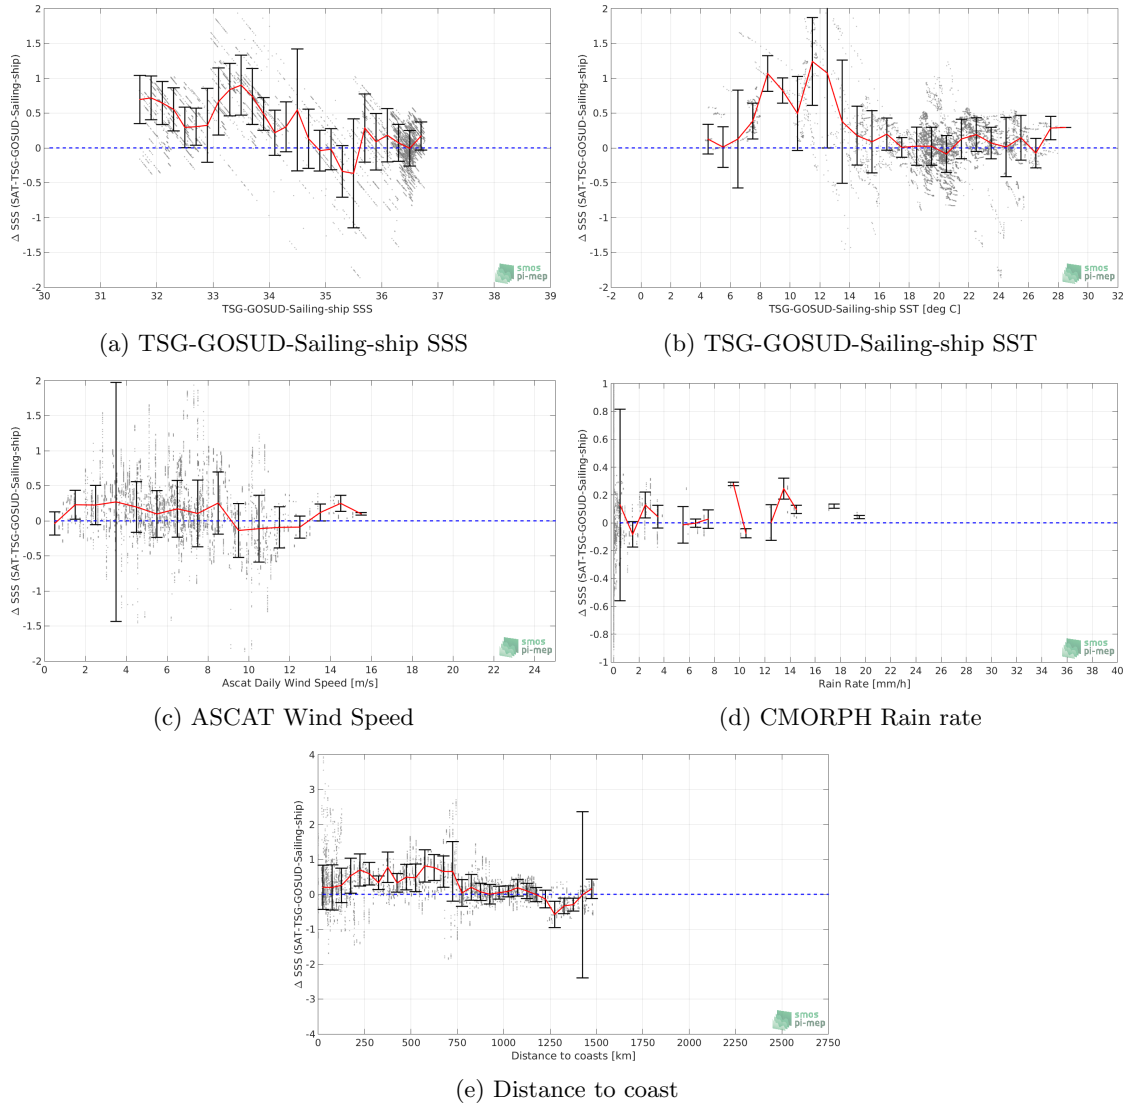 2
1.5
1
0.5
0
-0.5
-1
-1.5
-2
Δ SSS (SAT-TSG-GOSUD-Sailing-ship)
30 31 32 33 34 35 36 37 38 39
TSG-GOSUD-Sailing-ship SSS
smos
pi-mep
(a) TSG-GOSUD-Sailing-ship SSS
2
1.5
1
0.5
0
-0.5
-1
-1.5
-2
Δ SSS (SAT-TSG-GOSUD-Sailing-ship)
-2 0 2 4 6 8 10 12 14 16 18 20 22 24 26 28 30 32
TSG-GOSUD-Sailing-ship SST [deg C]
smos
pi-mep
(b) TSG-GOSUD-Sailing-ship SST
2
1.5
1
0.5
0
-0.5
-1
-1.5
-2
Δ SSS (SAT-TSG-GOSUD-Sailing-ship)
0 2 4 6 8 10 12 14 16 18 20 22 24
Ascat Daily Wind Speed [m/s]
smos
pi-mep
(c) ASCAT Wind Speed
1
0.8
0.6
0.4
0.2
0
-0.2
-0.4
-0.6
-0.8
-1
Δ SSS (SAT-TSG-GOSUD-Sailing-ship)
0 2 4 6 8 10 12 14 16 18 20 22 24 26 28 30 32 34 36 38 40
Rain Rate [mm/h]
smos
pi-mep
(d) CMORPH Rain rate
4
3
2
1
0
-1
-2
-3
-4
Δ SSS (SAT-TSG-GOSUD-Sailing-ship)
0 250 500 750 1000 1250 1500 1750 2000 2250 2500 2750
Distance to coasts [km]
smos
pi-mep
(e) Distance to coast